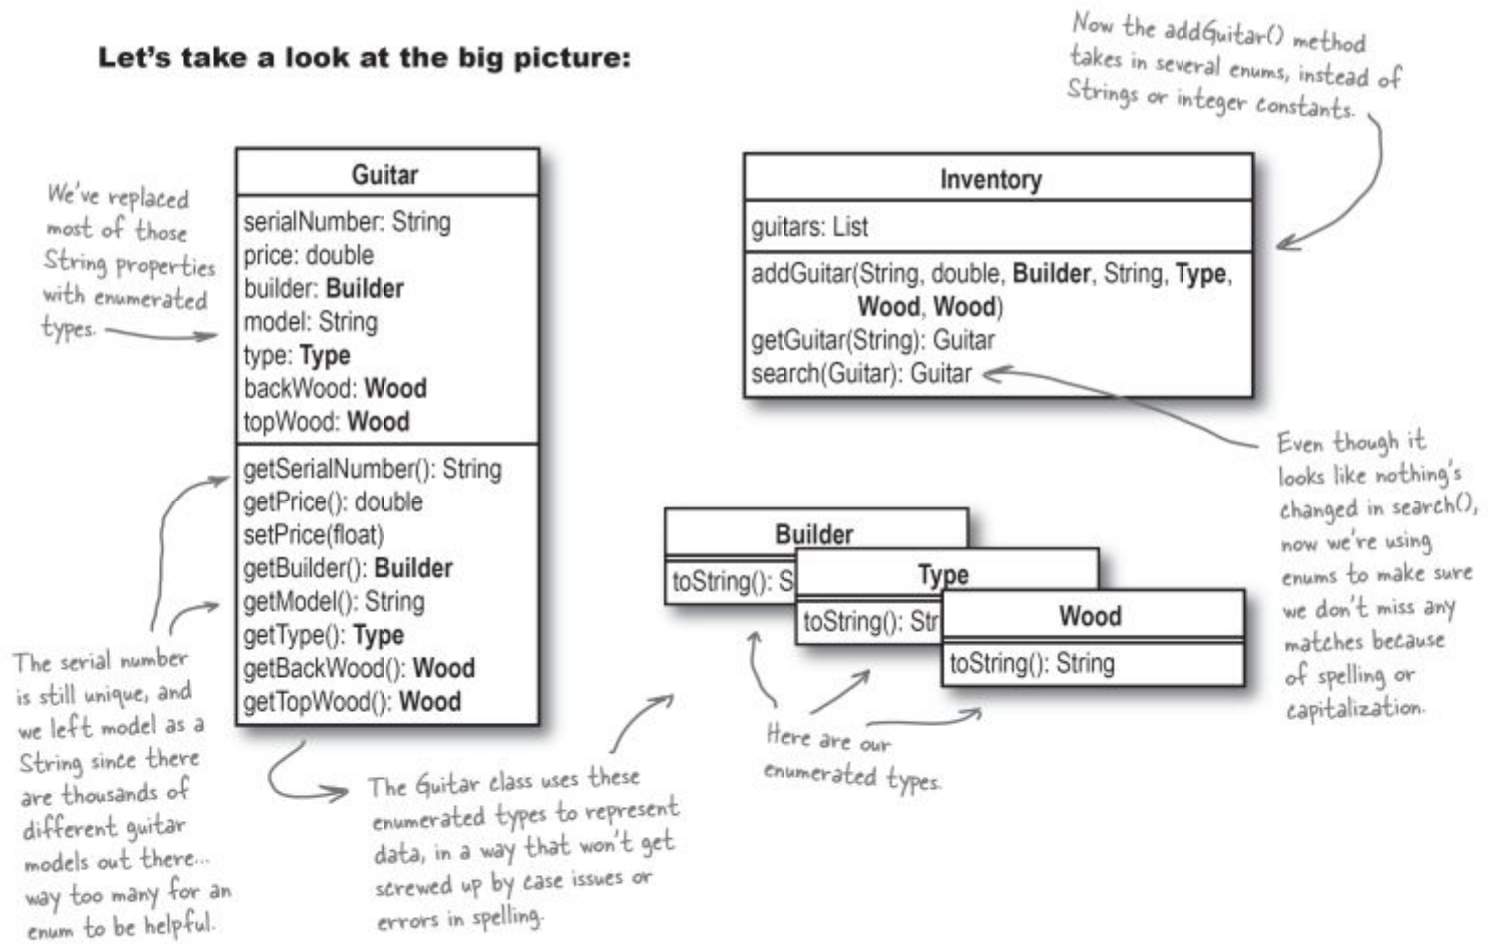 Let's take a look at the big picture:
Now the addGuitar() method
takes in several enums, instead of
Strings or integer constants.
We've replaced
most of those
String properties
with enumerated
types.
Guitar
serialNumber: String
price: double
builder: Builder
model: String
type: Type
backWood: Wood
topWood: Wood
getSerialNumber(): String
getPrice(): double
setPrice(float)
getBuilder(): Builder
getModel(): String
getType(): Type
getBackWood(): Wood
getTopWood(): Wood
Inventory
guitars: List
addGuitar(String, double, Builder, String, Type,
Wood, Wood)
getGuitar(String): Guitar
search(Guitar): Guitar
Even though it
looks like nothing's
changed in search(),
now we're using
enums to make sure
we don't miss any
matches because
of spelling or
capitalization.
Builder
toString(): S
Type
toString(): Str
Wood
toString(): String
Here are our
enumerated types.
The serial number
is still unique, and
we left model as a
String since there
are thousands of
different guitar
models out there...
way too many for an
enum to be helpful.
The Guitar class uses these
enumerated types to represent
data, in a way that won't get
screwed up by case issues or
errors in spelling.